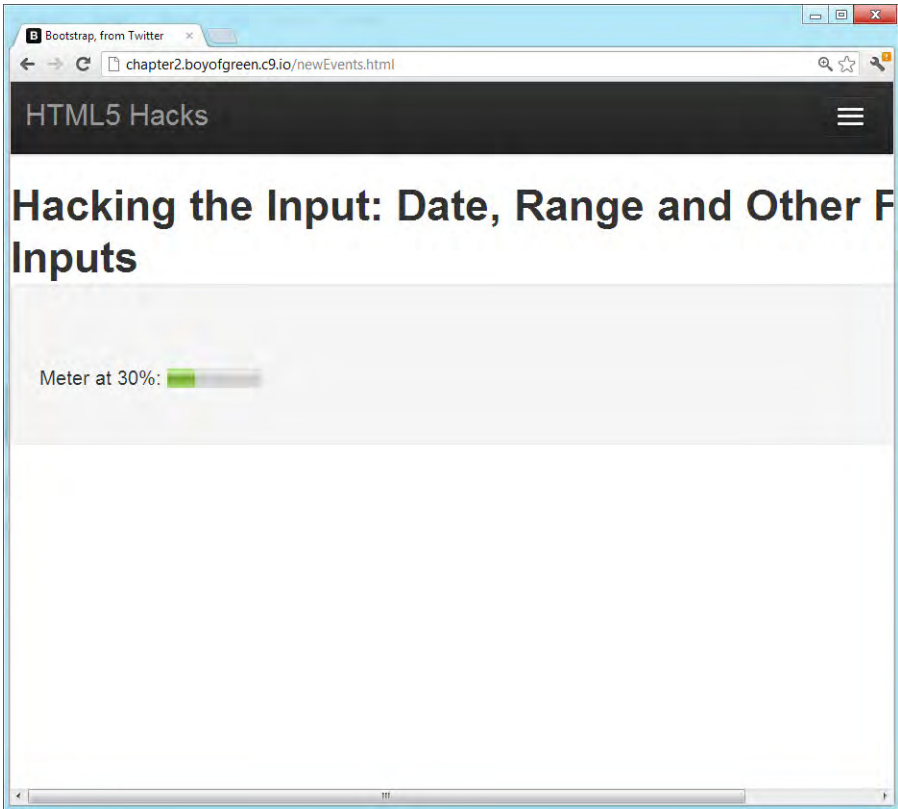 B Bootstrap, from Twitter
chapter2.boyofgreen.c9.io/newEvents.html
HTML5 Hacks
Hacking the Input: Date, Range and Other F
Inputs
Meter at 30%: